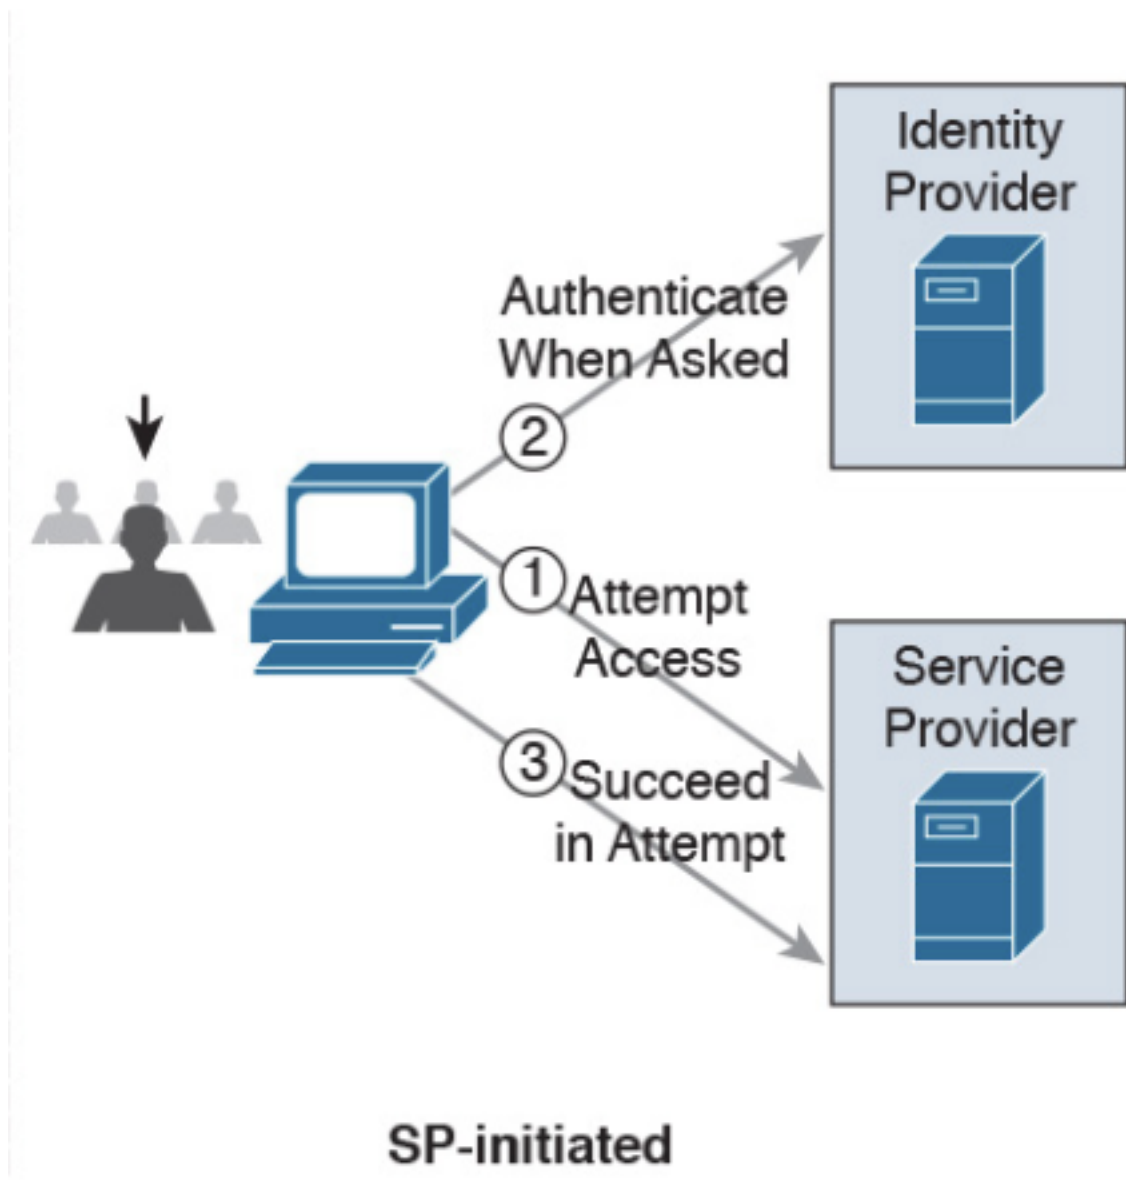 Identity
Provider
Authenticate
When Asked
2
1
Attempt
Access
Service
Provider
3
Succeed
in Attempt
SP-initiated